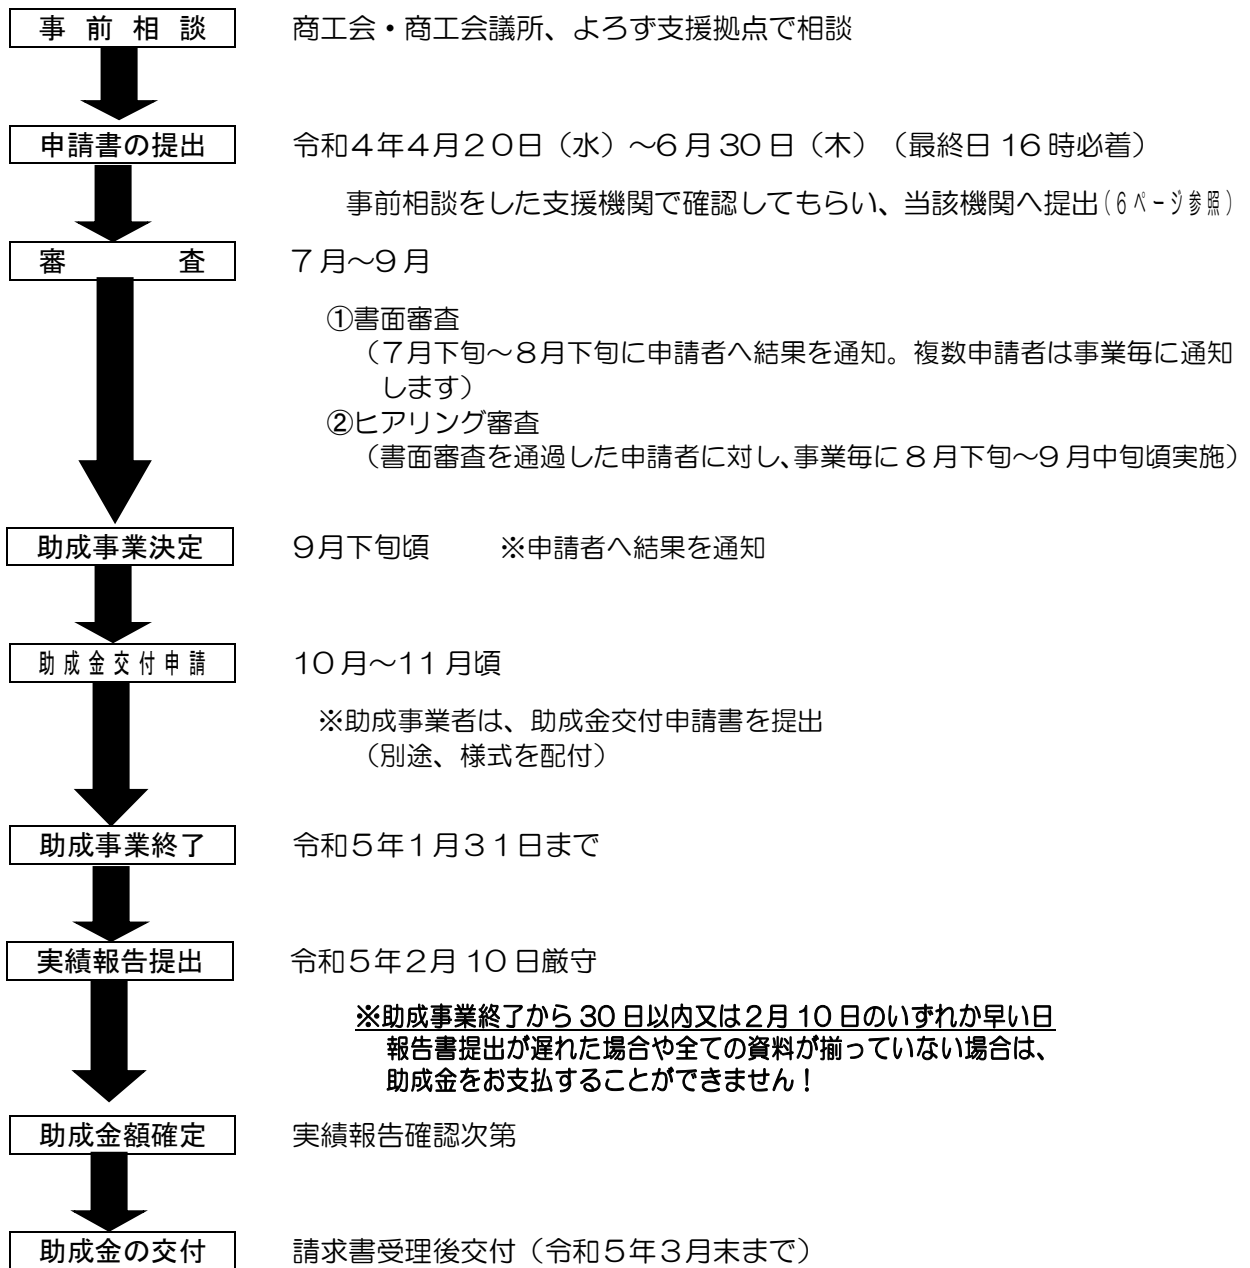 事前相談 商工会・商工会議所、よろず支援拠点で相談
申請書の提出 令和４年４月２０日（水）～６月30日（木）（最終日16時必着）
事前相談をした支援機関で確認してもらい、当該機関へ提出(6ページ参照)
審査 ７月～９月
①書面審査
（７月下旬～８月下旬に申請者へ結果を通知。複数申請者は事業毎に通知
します）
②ヒアリング審査
（書面審査を通過した申請者に対し、事業毎に８月下旬～９月中旬頃実施）
助成事業決定 ９月下旬頃 ※申請者へ結果を通知
助成金交付申請 10月～11月頃
※助成事業者は、助成金交付申請書を提出
（別途、様式を配付）
助成事業終了 令和５年１月３１日まで
実績報告提出 令和５年２月10日厳守
※助成事業終了から30日以内又は２月10日のいずれか早い日
報告書提出が遅れた場合や全ての資料が揃っていない場合は、
助成金をお支払することができません！
助成金額確定 実績報告確認次第
助成金の交付 請求書受理後交付（令和５年３月末まで）